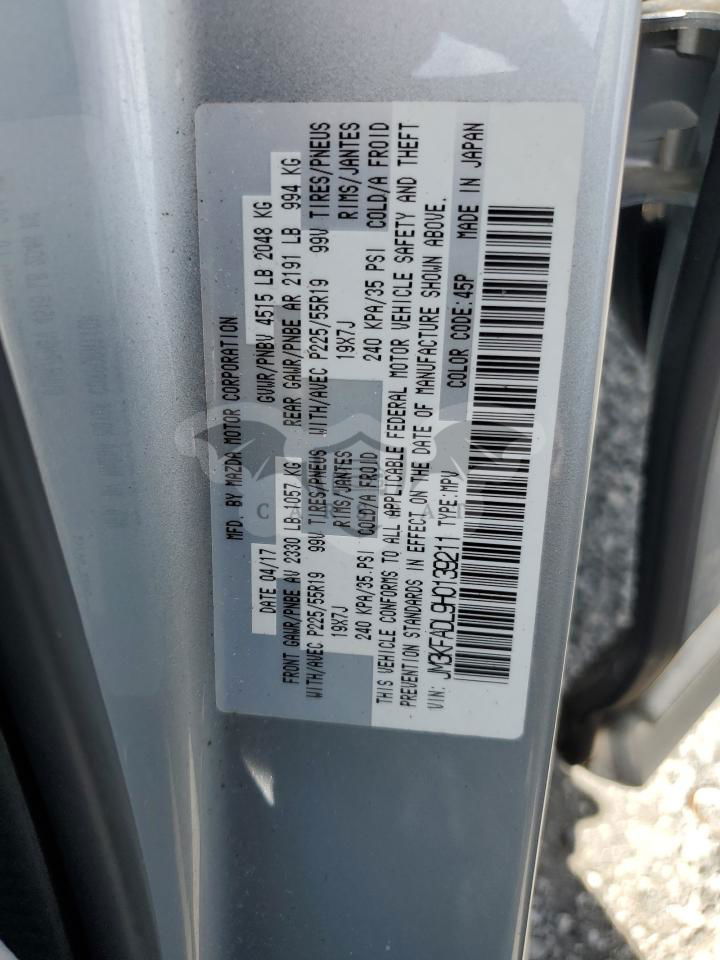 MFD. BY MAZDA MOTOR CORPORATION
DATE 04/17 GVWR/PNBV 4515 LB 2048 KG
FRONT GAWR/PNBE AV 2330 LB 1057 KG REAR GAWR/PNBE AR 2191 LB 994 KG
WITH/AVEC P225/55R19 99V TIRES/PNEUS WITH/AVEC P225/55R19 99V TIRES/PNEUS
19X7J RIMS/JANTES 19X7J RIMS/JANTES
240 KPA/35 PSI COLD/A FROID 240 KPA/35 PSI COLD/A FROID
THIS VEHICLE CONFORMS TO ALL APPLICABLE FEDERAL MOTOR VEHICLE SAFETY AND THEFT
PREVENTION STANDARDS IN EFFECT ON THE DATE OF MANUFACTURE SHOWN ABOVE.
VIN: JM3KFADL9H0139211 TYPE:MPV COLOR CODE:45P MADE IN JAPAN